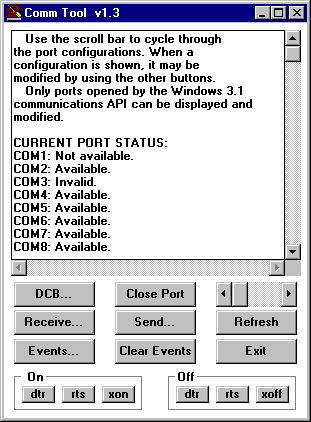 Comm Tool v1.3
Use the scroll bar to cycle through
the port configurations. When a
configuration is shown, it may be
modified by using the other buttons.
Only ports opened by the Windows 3.1
communications API can be displayed and
modified.
CURRENT PORT STATUS:
COM1: Not available.
COM2: Available.
COM3: Invalid.
COM4: Available.
COM5: Available.
COM6: Available.
COM7: Available.
COM8: Available.
DCB... Close Port
Receive... Send... Refresh
Events... Clear Events Exit
On Off
dtr rts xon dtr rts xoff